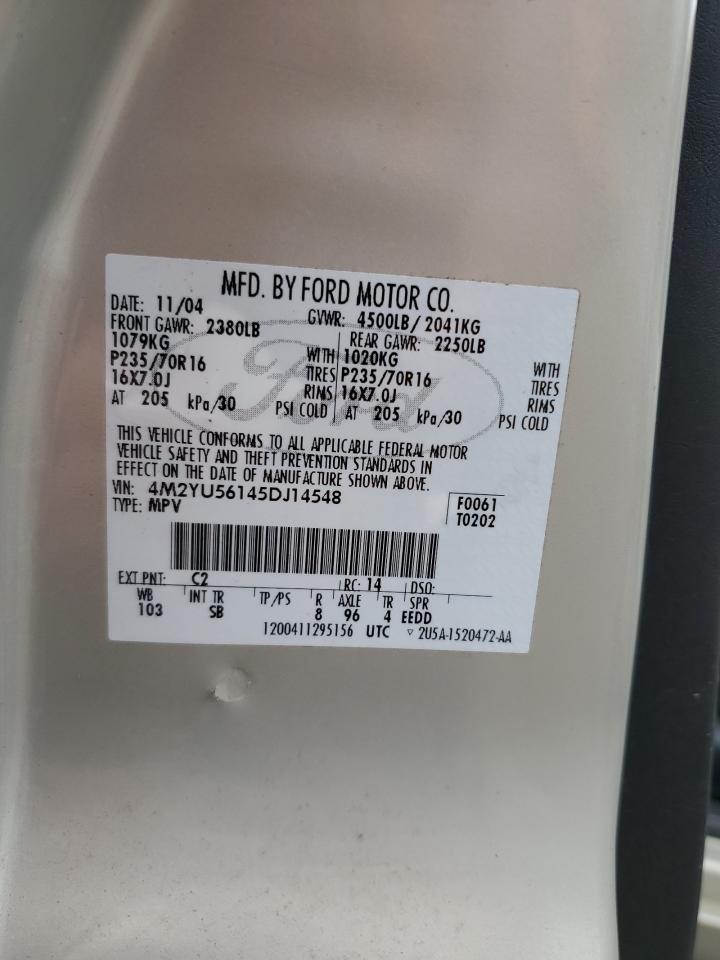 MFD. BY FORD MOTOR CO.
DATE: 11/04 GVWR: 4500LB/ 2041KG
FRONT GAWR: 2380LB REAR GAWR: 2250LB
1079KG WITH 1020KG WITH
P235/70R16 TIRES P235/70R16 TIRES
16X7.0J RIMS 16X7.0J RIMS
AT 205 kPa/30 PSI COLD AT 205 kPa/30 PSI COLD
Ford
THIS VEHICLE CONFORMS TO ALL APPLICABLE FEDERAL MOTOR
VEHICLE SAFETY AND THEFT PREVENTION STANDARDS IN
EFFECT ON THE DATE OF MANUFACTURE SHOWN ABOVE.
VIN: 4M2YU56145DJ14548 F0061
TYPE: MPV T0202
EXT PNT: C2 RC: 14 DSO:
WB INT TR TP/PS R AXLE TR SPR
103 SB 8 96 4 EEDD
1200411295156 UTC ▽ 2U5A-1520472-AA